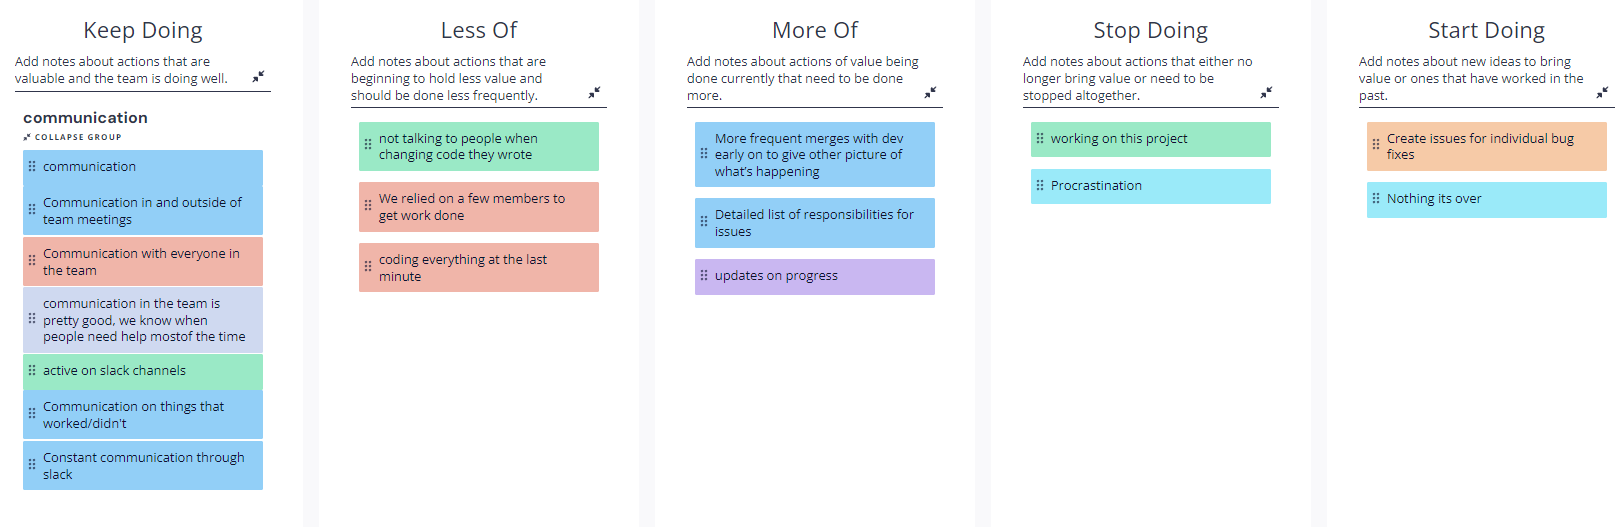 Keep Doing
Add notes about actions that are
valuable and the team is doing well.
communication
COLLAPSE GROUP
communication
Communication in and outside of
team meetings
Communication with everyone in
the team
communication in the team is
pretty good, we know when
people need help mostof the time
active on slack channels
Communication on things that
worked/didn't
Constant communication through
slack
Less Of
Add notes about actions that are
beginning to hold less value and
should be done less frequently.
not talking to people when
changing code they wrote
We relied on a few members to
get work done
coding everything at the last
minute
More Of
Add notes about actions of value being
done currently that need to be done
more.
More frequent merges with dev
early on to give other picture of
what's happening
Detailed list of responsibilities for
issues
updates on progress
Stop Doing
Add notes about actions that either no
longer bring value or need to be
stopped altogether.
working on this project
Procrastination
Start Doing
Add notes about new ideas to bring
value or ones that have worked in the
past.
Create issues for individual bug
fixes
Nothing its over